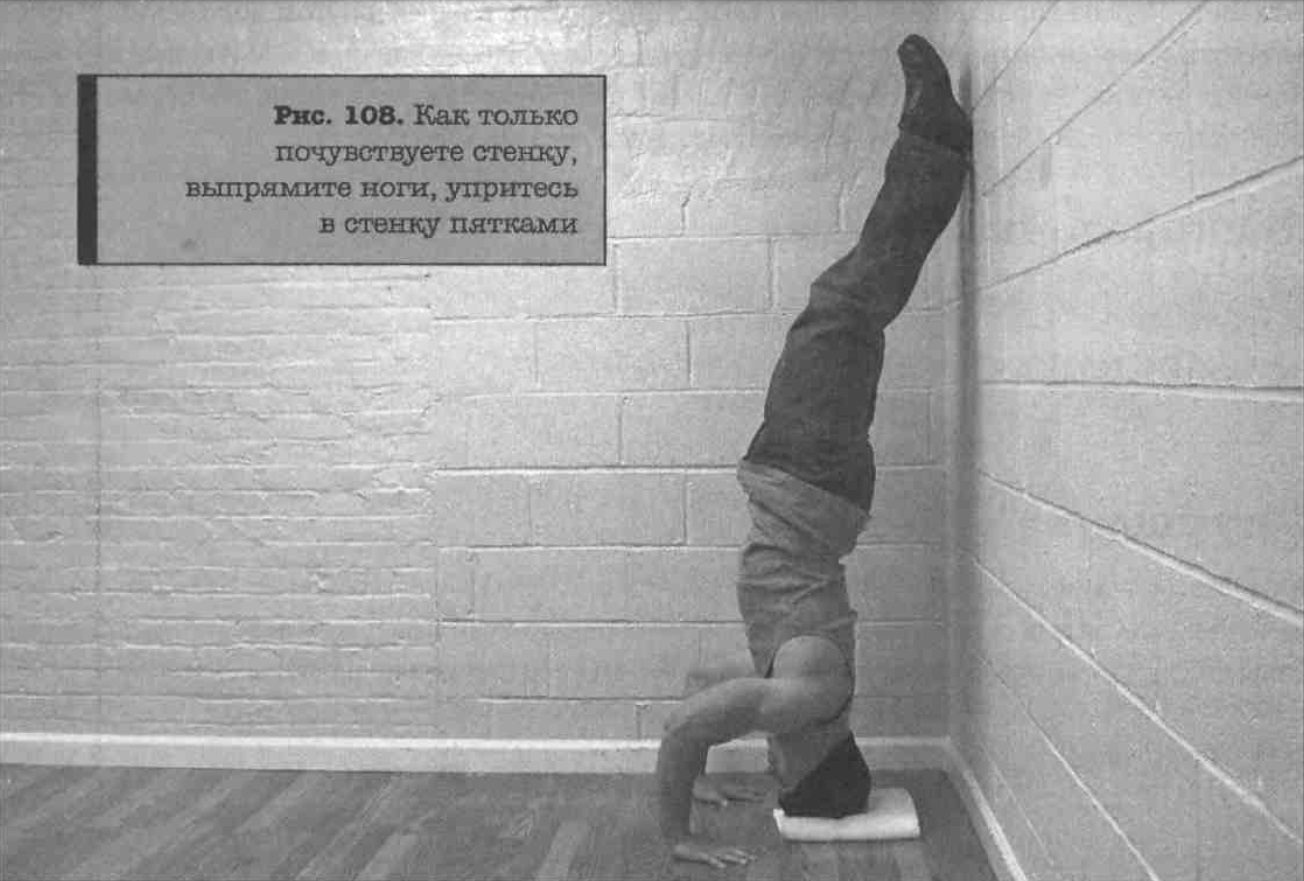 Рис. 108. Как только
почувствуете стенку,
выпрямите ноги, упритесь
в стенку пятками